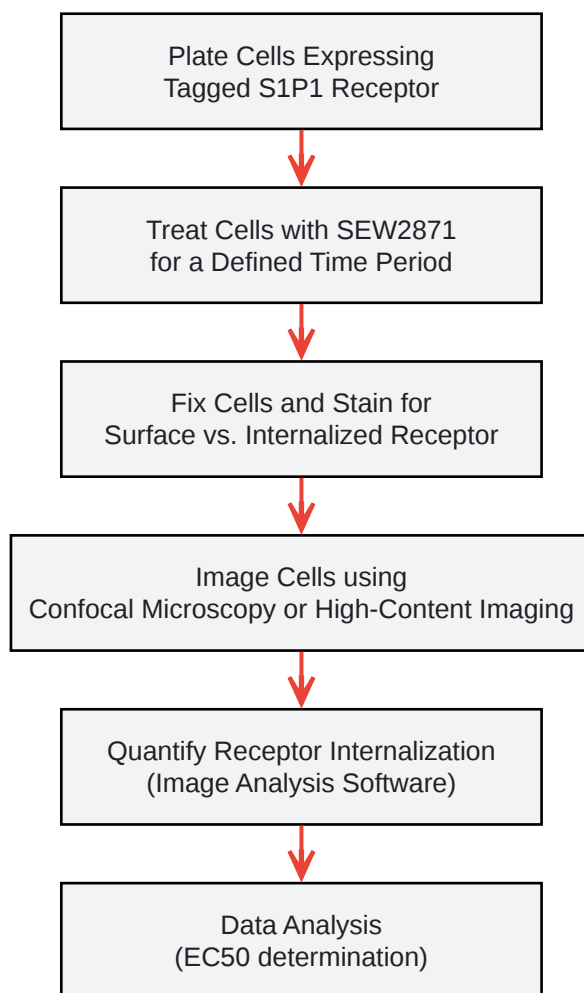 Plate Cells Expressing
Tagged S1P1 Receptor
Treat Cells with SEW2871
for a Defined Time Period
Fix Cells and Stain for
Surface vs. Internalized Receptor
Image Cells using
Confocal Microscopy or High-Content Imaging
Quantify Receptor Internalization
(Image Analysis Software)
Data Analysis
(EC50 determination)